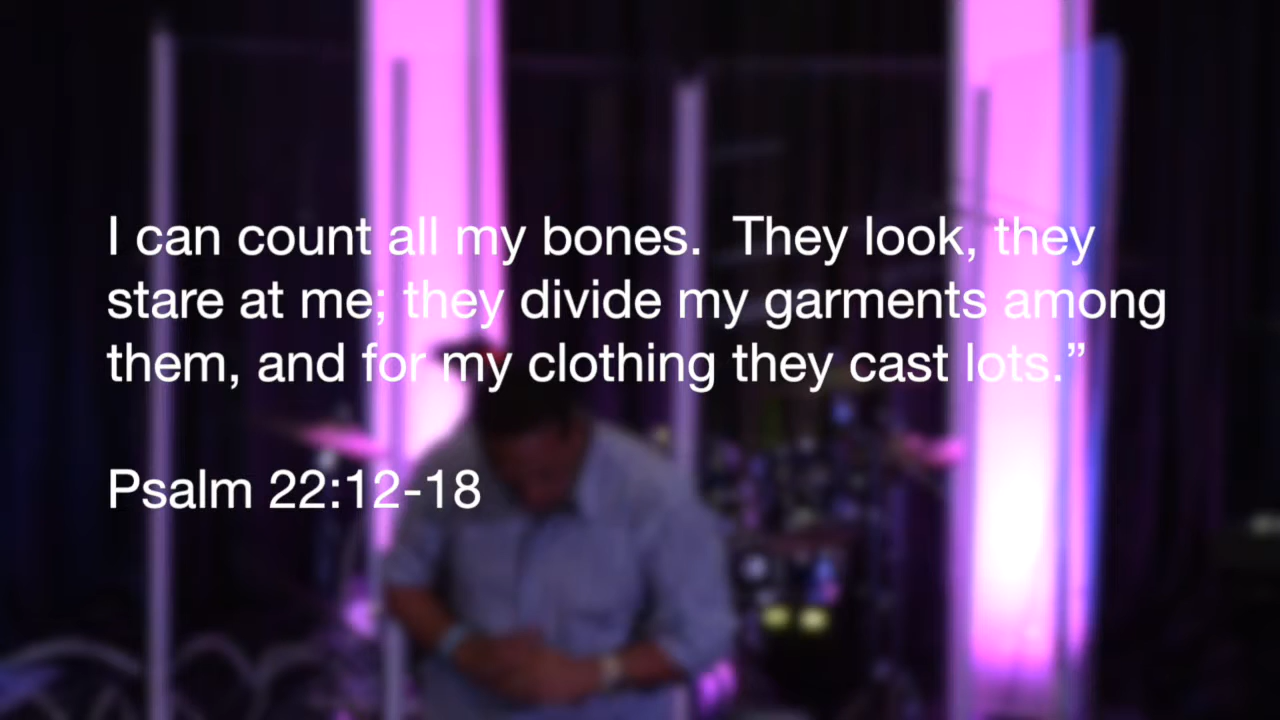 I can count all my bones.  They look, they
stare at me; they divide my garments among
them, and for my clothing they cast lots.”
Psalm 22:12-18